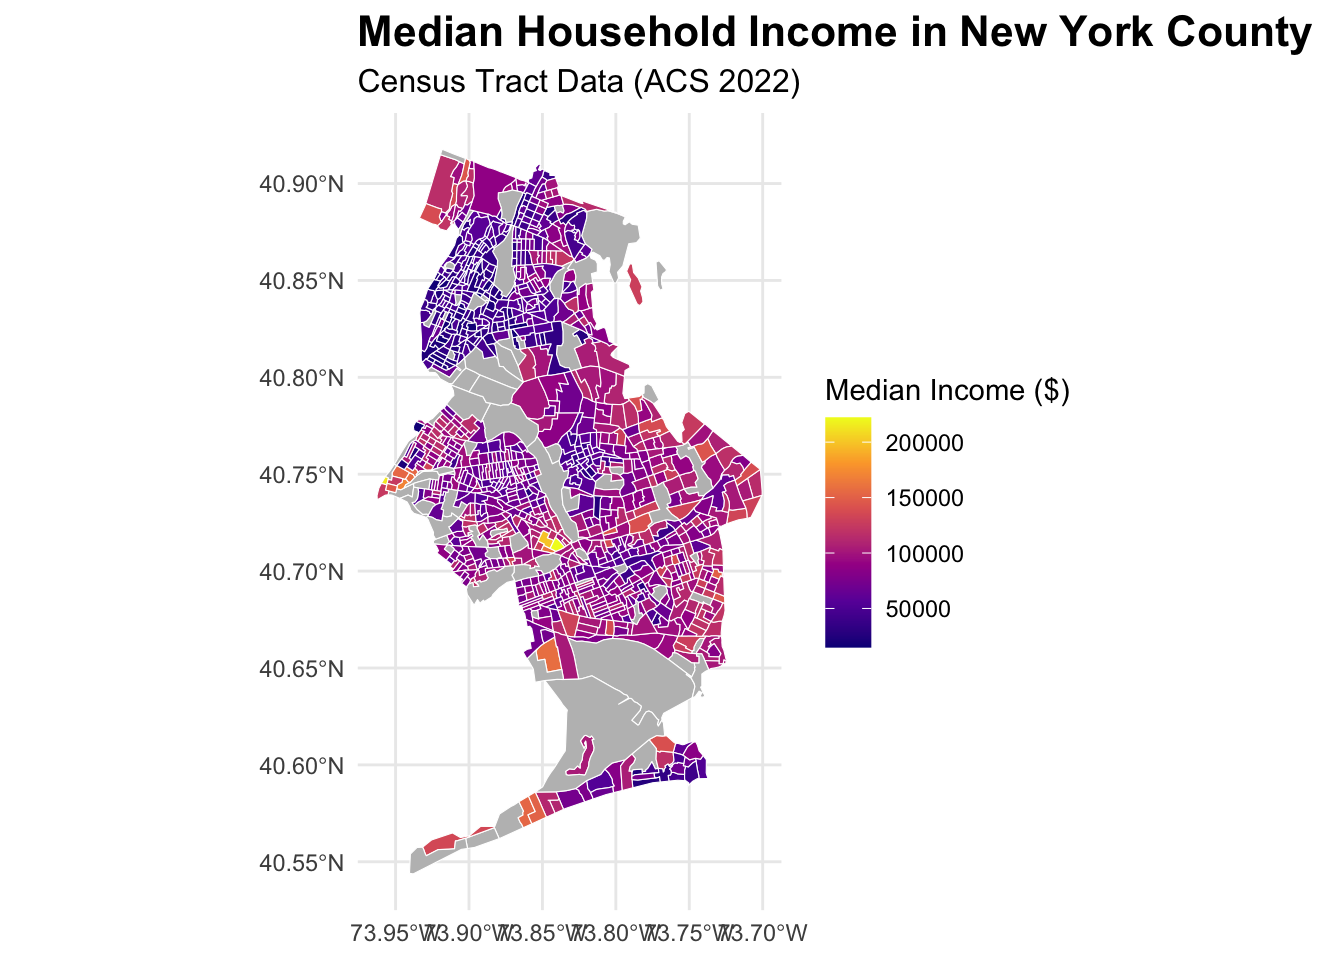 Median Household Income in New York County
Census Tract Data (ACS 2022)
40.90°N
40.85°N
40.80°N
40.75°N
40.70°N
40.65°N
40.60°N
40.55°N
73.95°W 73.90°W 73.85°W 73.80°W 73.75°W 73.70°W
Median Income ($)
200000
150000
100000
50000